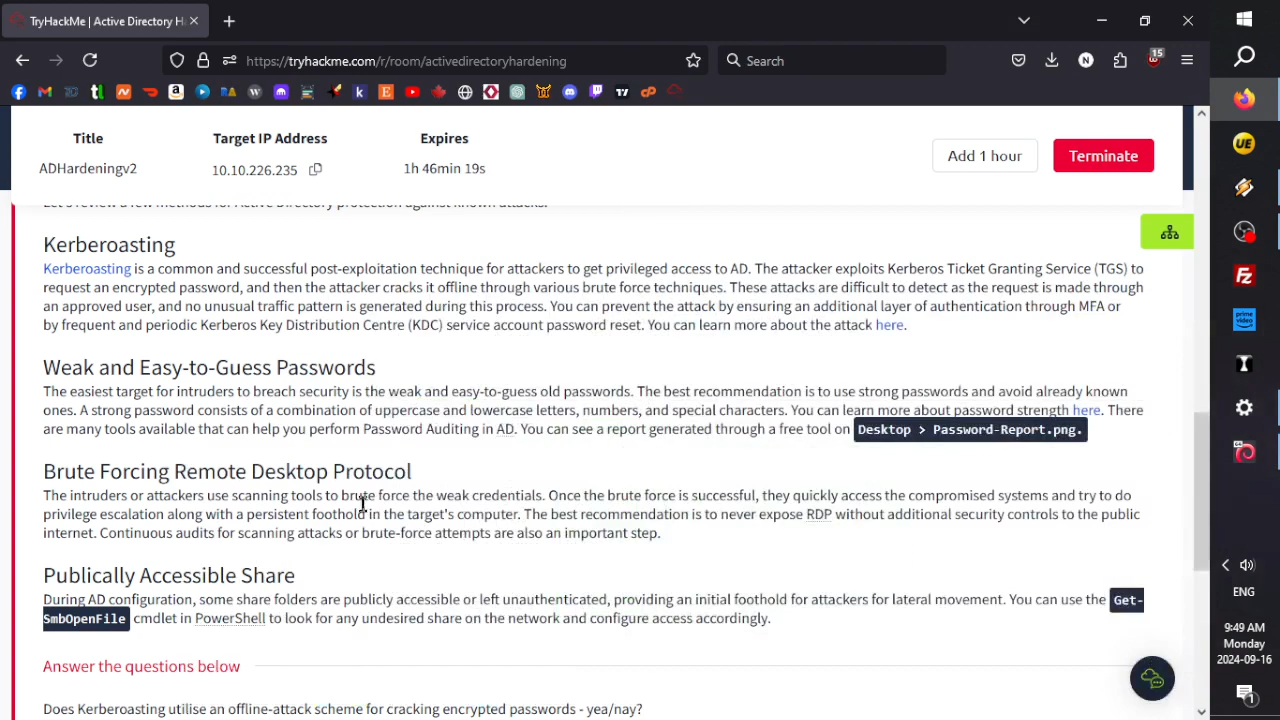 TryHackMe | Active Directory H
https://tryhackme.com/r/room/activedirectoryhardening
Search
15
Title
Target IP Address
Expires
ADHardeningv2
10.10.226.235
1h 46min 19s
Add 1 hour
Terminate
Let's review a few methods for Active Directory protection against known attacks.
Kerberoasting
Kerberoasting is a common and successful post-exploitation technique for attackers to get privileged access to AD. The attacker exploits Kerberos Ticket Granting Service (TGS) to
request an encrypted password, and then the attacker cracks it offline through various brute force techniques. These attacks are difficult to detect as the request is made through
an approved user, and no unusual traffic pattern is generated during this process. You can prevent the attack by ensuring an additional layer of authentication through MFA or
by frequent and periodic Kerberos Key Distribution Centre (KDC) service account password reset. You can learn more about the attack here.
Weak and Easy-to-Guess Passwords
The easiest target for intruders to breach security is the weak and easy-to-guess old passwords. The best recommendation is to use strong passwords and avoid already known
ones. A strong password consists of a combination of uppercase and lowercase letters, numbers, and special characters. You can learn more about password strength here. There
are many tools available that can help you perform Password Auditing in AD. You can see a report generated through a free tool on Desktop > Password-Report.png.
Brute Forcing Remote Desktop Protocol
The intruders or attackers use scanning tools to brute force the weak credentials. Once the brute force is successful, they quickly access the compromised systems and try to do
privilege escalation along with a persistent foothold in the target's computer. The best recommendation is to never expose RDP without additional security controls to the public
internet. Continuous audits for scanning attacks or brute-force attempts are also an important step.
Publically Accessible Share
During AD configuration, some share folders are publicly accessible or left unauthenticated, providing an initial foothold for attackers for lateral movement. You can use the Get-
SmbOpenFile cmdlet in PowerShell to look for any undesired share on the network and configure access accordingly.
Answer the questions below
Does Kerberoasting utilise an offline-attack scheme for cracking encrypted passwords - yea/nay?
UE
prime video
ENG
9:49 AM
Monday
2024-09-16
1